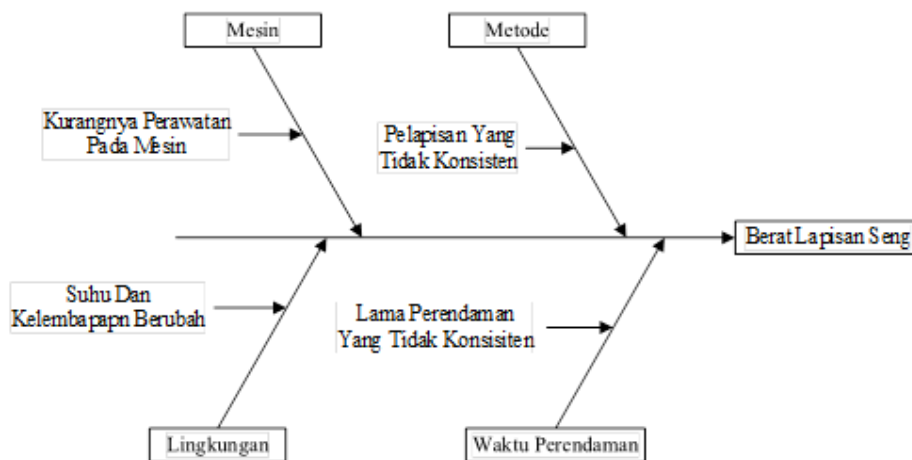 Mesin
Metode
Kurangnya Perawatan
Pada Mesin
Pelapisan Yang
Tidak Konsisten
Berat Lapisan Seng
Suhu Dan
Kelembapapn Berubah
Lama Perendaman
Yang Tidak Konsisiten
Lingkungan
Waktu Perendaman